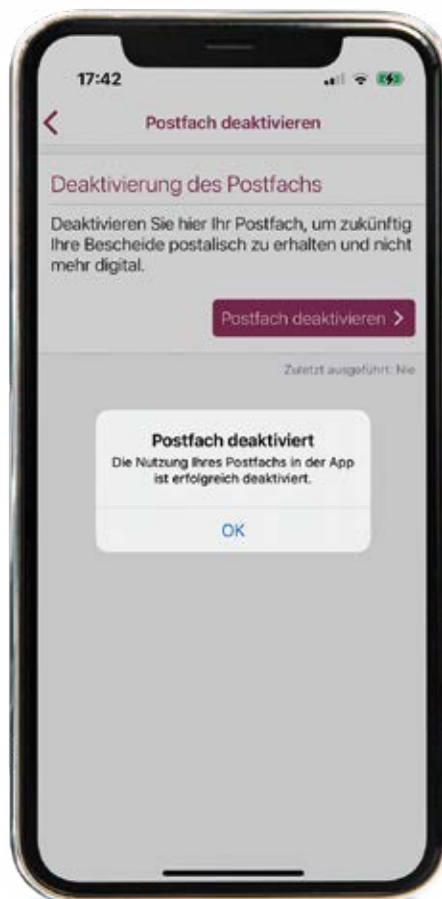 17:42
Postfach deaktivieren
Deaktivierung des Postfachs
Deaktivieren Sie hier Ihr Postfach, um zukünftig
Ihre Bescheide postalisch zu erhalten und nicht
mehr digital.
Postfach deaktivieren
Zuletzt ausgeführt: Nie
Postfach deaktiviert
Die Nutzung Ihres Postfachs in der App
ist erfolgreich deaktiviert.
OK